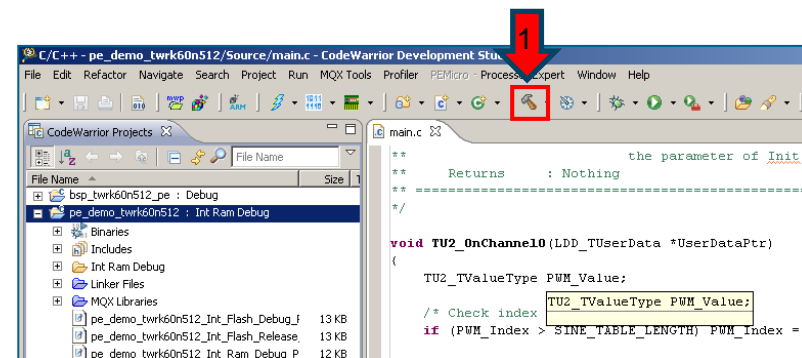 1
C/C++ - pe_demo_twrk60n512/Source/main.c - CodeWarrior Development Stu
File Edit Refactor Navigate Search Project Run MQX Tools Profiler PEMicro Processor Expert Window Help
CodeWarrior Projects
main.c
File Name
** the parameter of Init
File Name Size T
** Returns : Nothing
bsp_twrk60n512_pe : Debug
** ===================================================
pe_demo_twrk60n512 : Int Ram Debug
*/
Binaries
Includes
void TU2_OnChannel0(LDD_TUserData *UserDataPtr)
Int Ram Debug
{
Linker Files
TU2_TValueType PWM_Value;
MQX Libraries
TU2_TValueType PWM_Value;
pe_demo_twrk60n512_Int_Flash_Debug_F 13 KB
/* Check index
pe_demo_twrk60n512_Int_Flash_Release_ 13 KB
if (PWM_Index > SINE_TABLE_LENGTH) PWM_Index =
pe_demo_twrk60n512_Int_Ram_Debug_P 12 KB